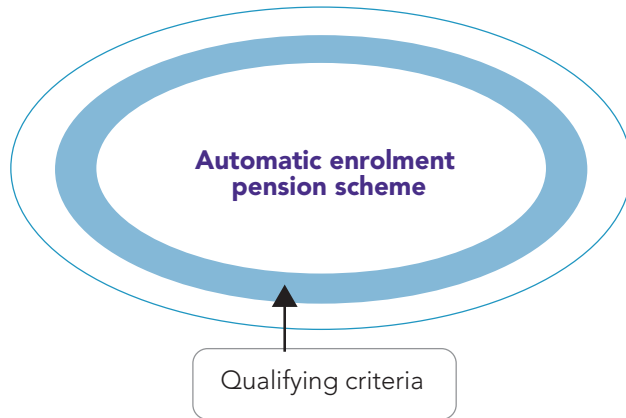 Automatic enrolment
pension scheme
Qualifying criteria